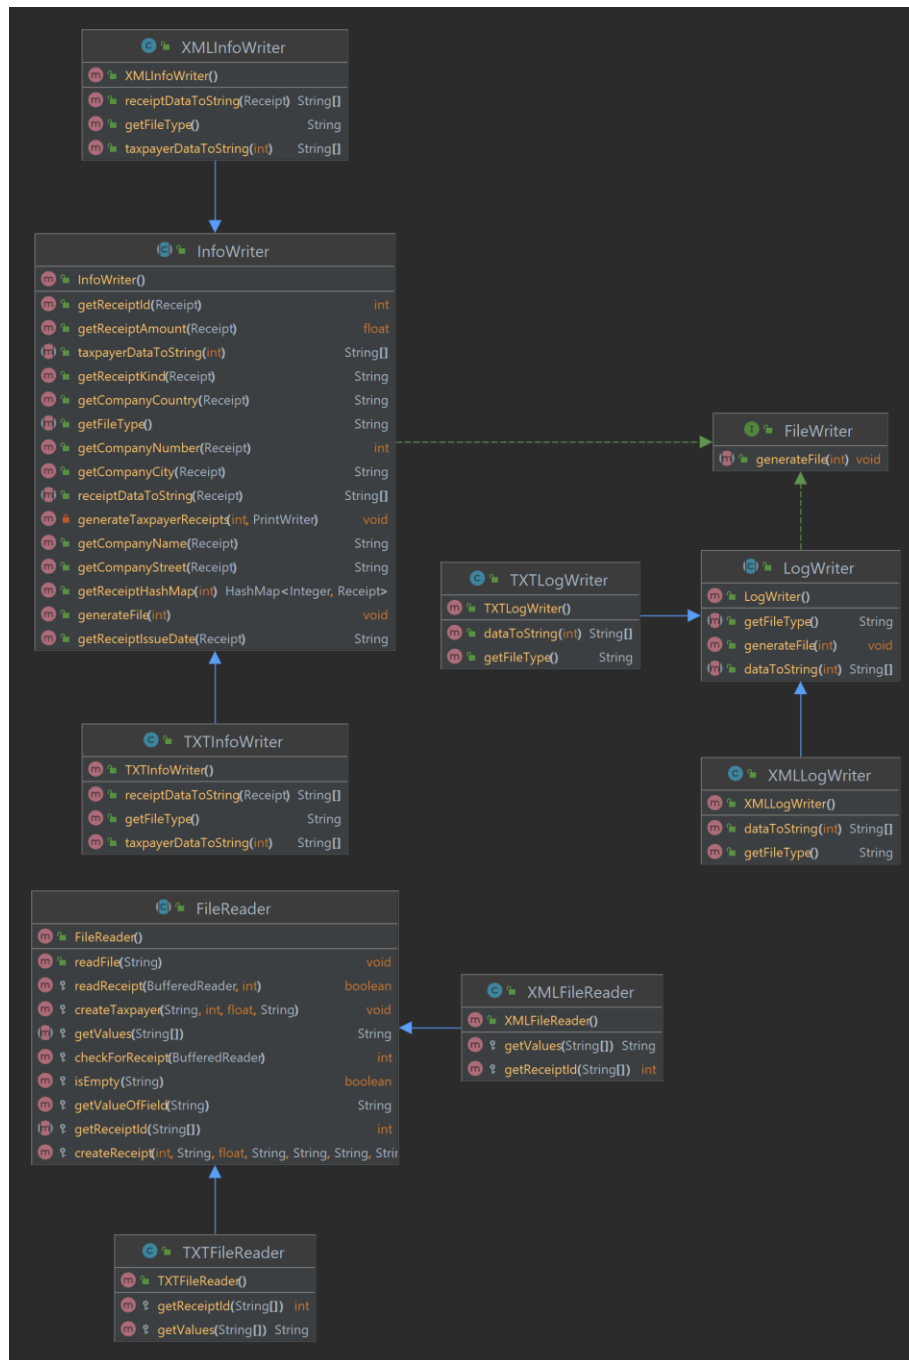 XMLInfoWriter
XMLInfoWriter()
receiptDataToString(Receipt) String[]
getFileType() String
taxpayerDataToString(int) String[]
InfoWriter
InfoWriter()
getReceiptId(Receipt) int
getReceiptAmount(Receipt) float
taxpayerDataToString(int) String[]
getReceiptKind(Receipt) String
getCompanyCountry(Receipt) String
getFileType() String
getCompanyNumber(Receipt) int
getCompanyCity(Receipt) String
receiptDataToString(Receipt) String[]
generateTaxpayerReceipts(int, PrintWriter) void
getCompanyName(Receipt) String
getCompanyStreet(Receipt) String
getReceiptHashMap(int) HashMap<Integer, Receipt>
generateFile(int) void
getReceiptIssueDate(Receipt) String
FileWriter
generateFile(int) void
TXTLogWriter
TXTLogWriter()
dataToString(int) String[]
getFileType() String
LogWriter
LogWriter()
getFileType() String
generateFile(int) void
dataToString(int) String[]
TXTInfoWriter
TXTInfoWriter()
receiptDataToString(Receipt) String[]
getFileType() String
taxpayerDataToString(int) String[]
XMLLogWriter
XMLLogWriter()
dataToString(int) String[]
getFileType() String
FileReader
FileReader()
readFile(String) void
readReceipt(BufferedReader, int) boolean
createTaxpayer(String, int, float, String) void
getValues(String[]) String
checkForReceipt(BufferedReader) int
isEmpty(String) boolean
getValueOfField(String) String
getReceiptId(String[]) int
createReceipt(int, String, float, String, String, String,
XMLFileReader
XMLFileReader()
getValues(String[]) String
getReceiptId(String[]) int
TXTFileReader
TXTFileReader()
getReceiptId(String[]) int
getValues(String[]) String